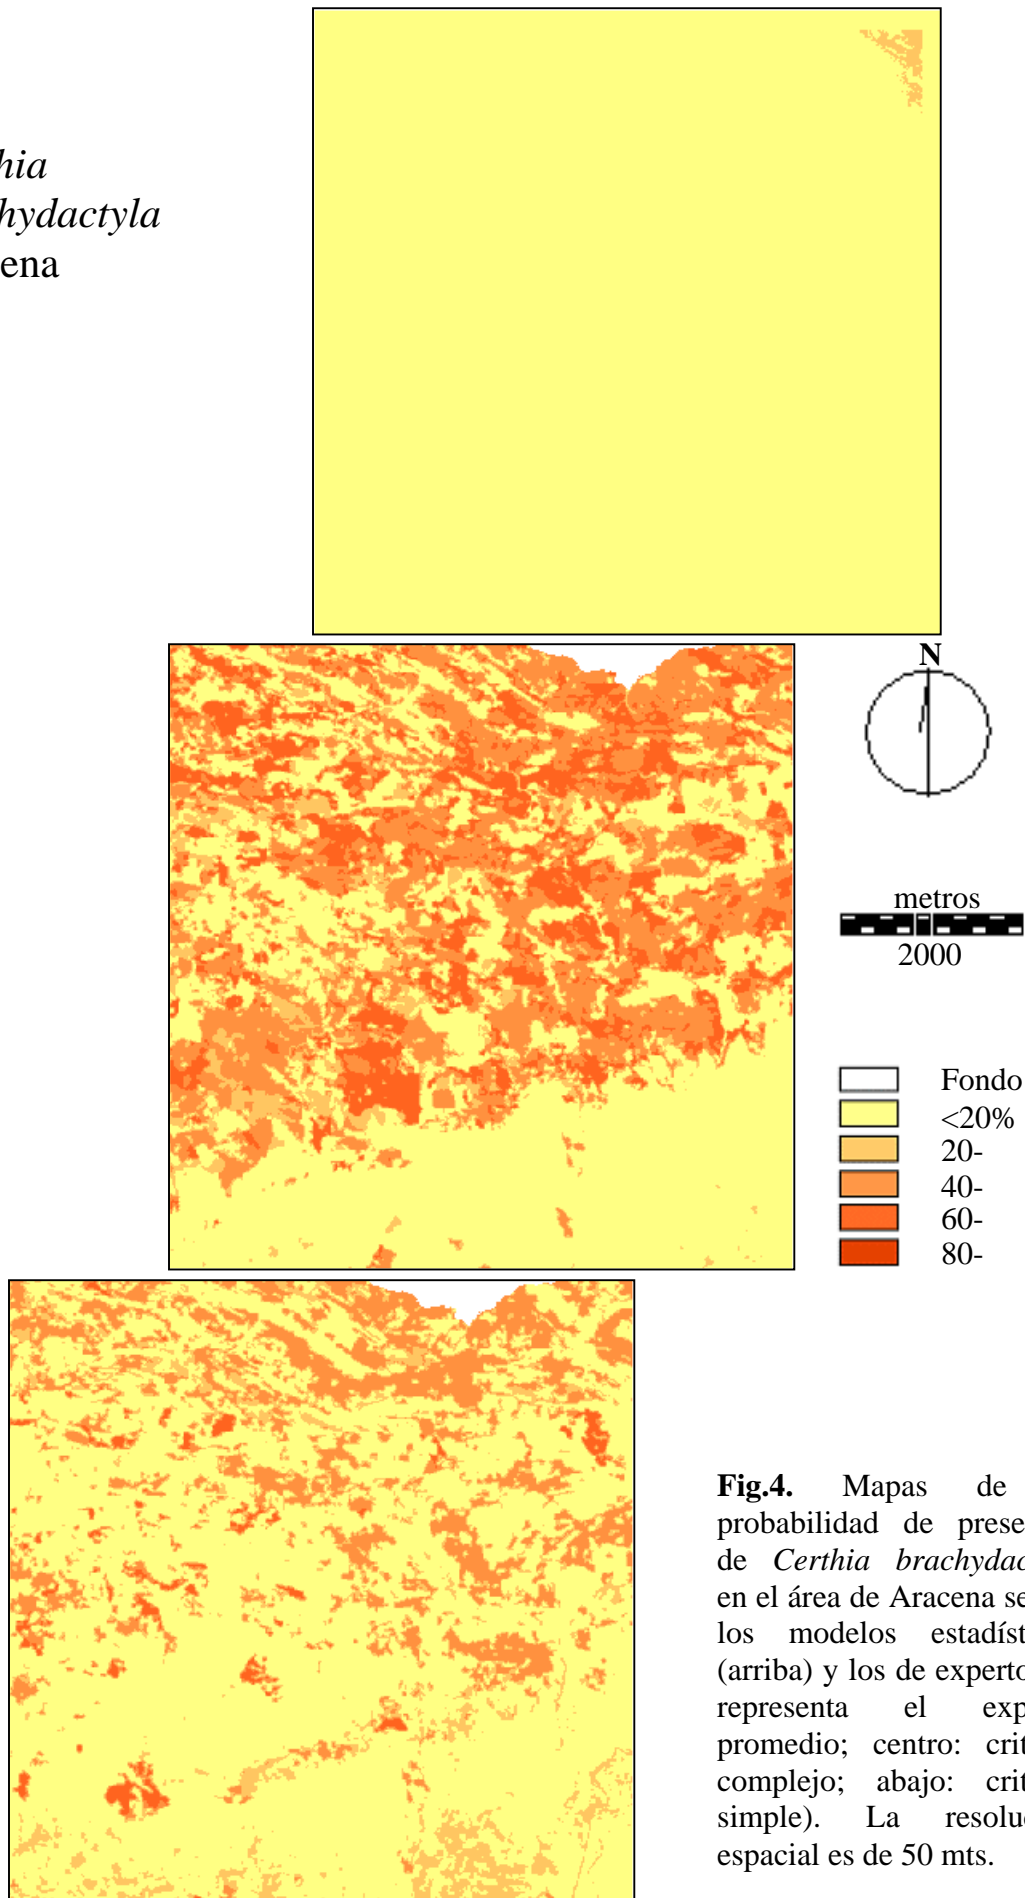 hia
hydactyla
ena
N
metros
2000
Fondo
<20%
20-
40-
60-
80-
Fig.4. Mapas de
probabilidad de prese
de Certhia brachydac
en el área de Aracena se
los modelos estadíst
(arriba) y los de experto
representa el exp
promedio; centro: crit
complejo; abajo: crit
simple). La resoluc
espacial es de 50 mts.